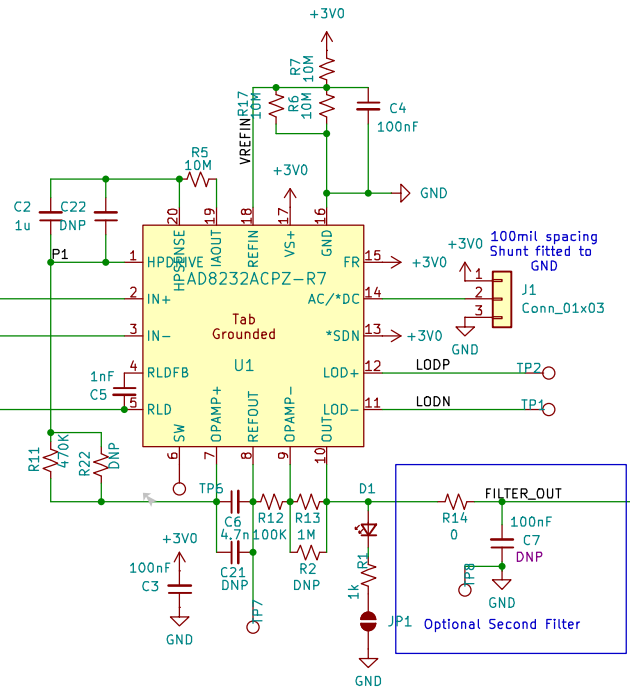 +3V0
R7
10M
R17
10M
R6
10M
C4
100nF
VREFIN
R5
10M
+3V0
GND
C2
1u
C22
DNP
P1
20
19
18
17
16
HPSENSE
IAOUT
REFIN
VS+
GND
1
HPDRIVE
AD8232ACPZ-R7
FR
15
+3V0
+3V0
100mil spacing
Shunt fitted to
GND
2
IN+
AC/*DC
14
1
2
3
J1
Conn_01x03
GND
3
IN-
Tab
Grounded
*SDN
13
+3V0
U1
4
RLDFB
LOD+
12
LODP
TP2
1nF
C5
5
RLD
LOD-
11
LODN
TP1
SW
OPAMP+
REFOUT
OPAMP-
OUT
6
7
8
9
10
R11
470K
R22
DNP
TP6
C6
4.7n
R12
100K
R13
1M
D1
R14
0
FILTER_OUT
100nF
C7
DNP
C21
DNP
R2
DNP
R1
1k
TP8
GND
+3V0
100nF
C3
GND
TP7
JP1
GND
Optional Second Filter